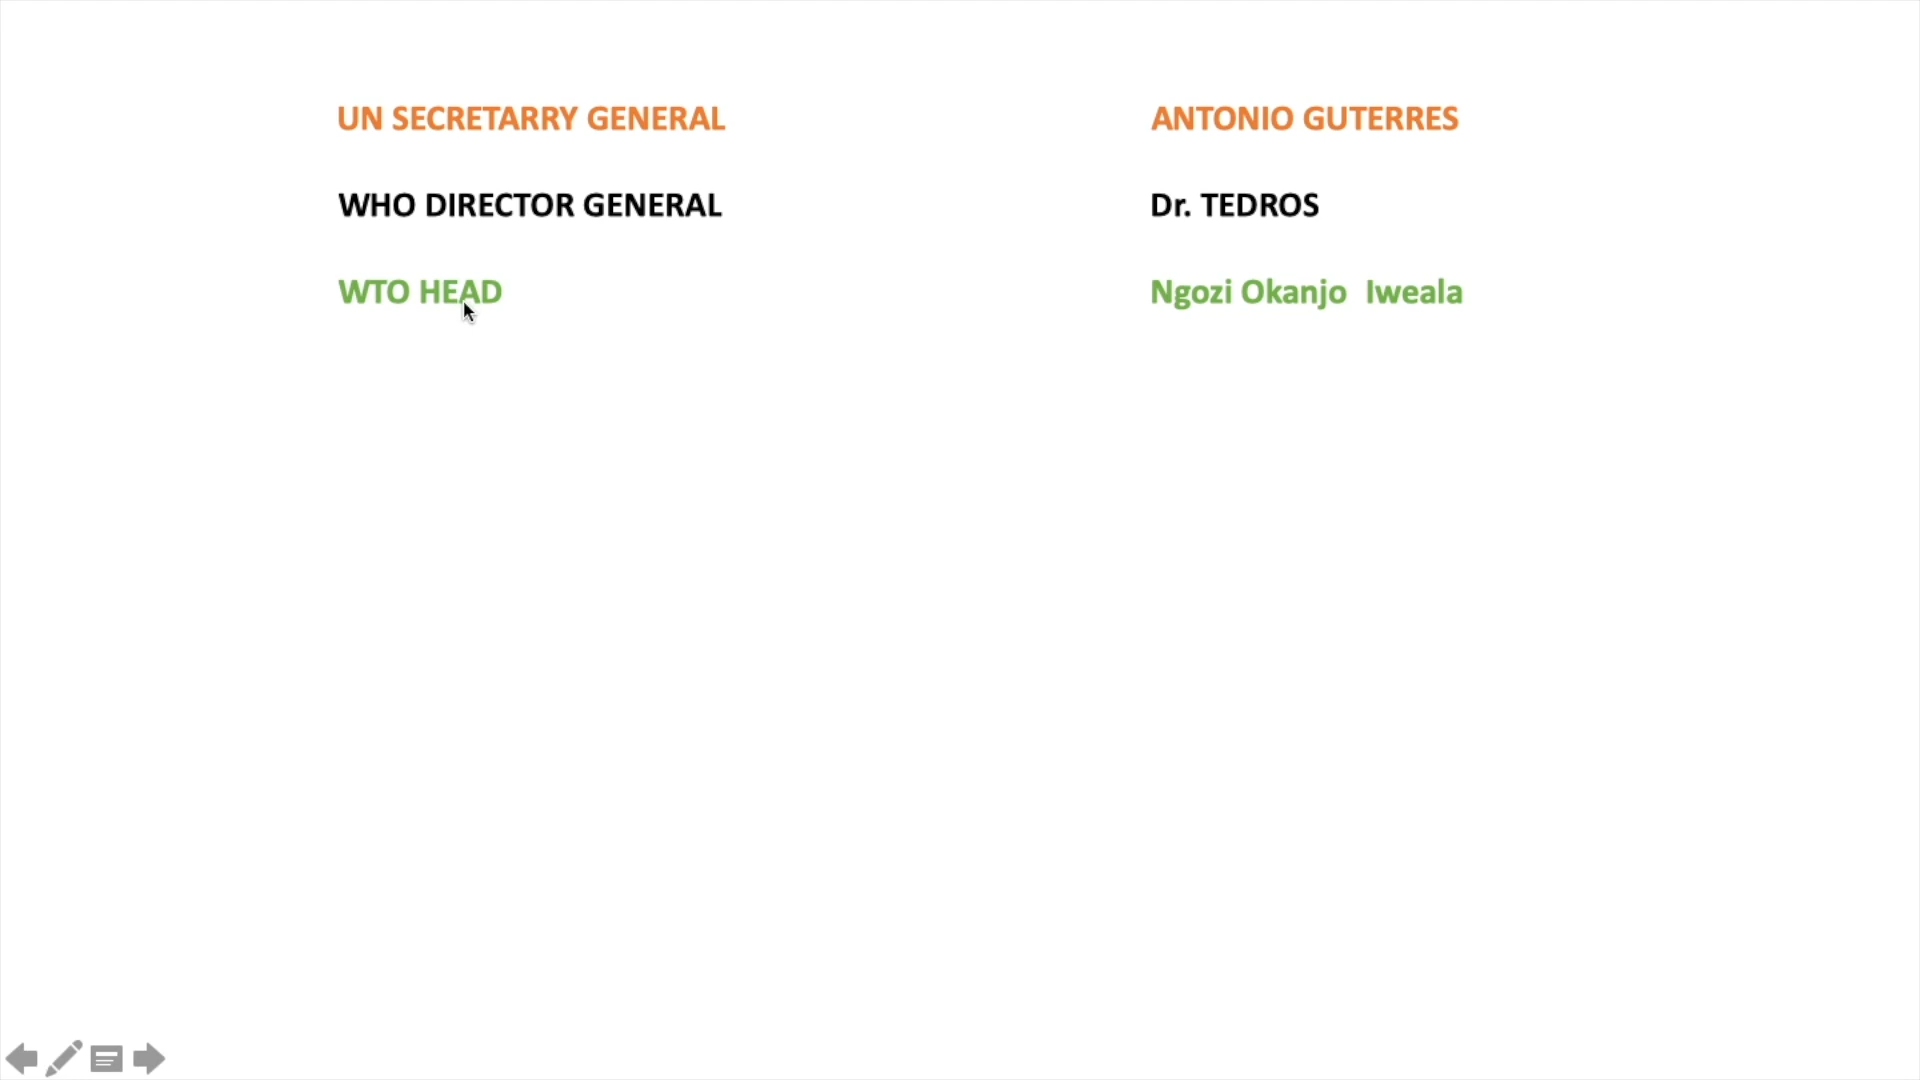 UN SECRETARRY GENERAL ANTONIO GUTERRES
WHO DIRECTOR GENERAL Dr. TEDROS
WTO HEAD Ngozi Okanjo  Iweala